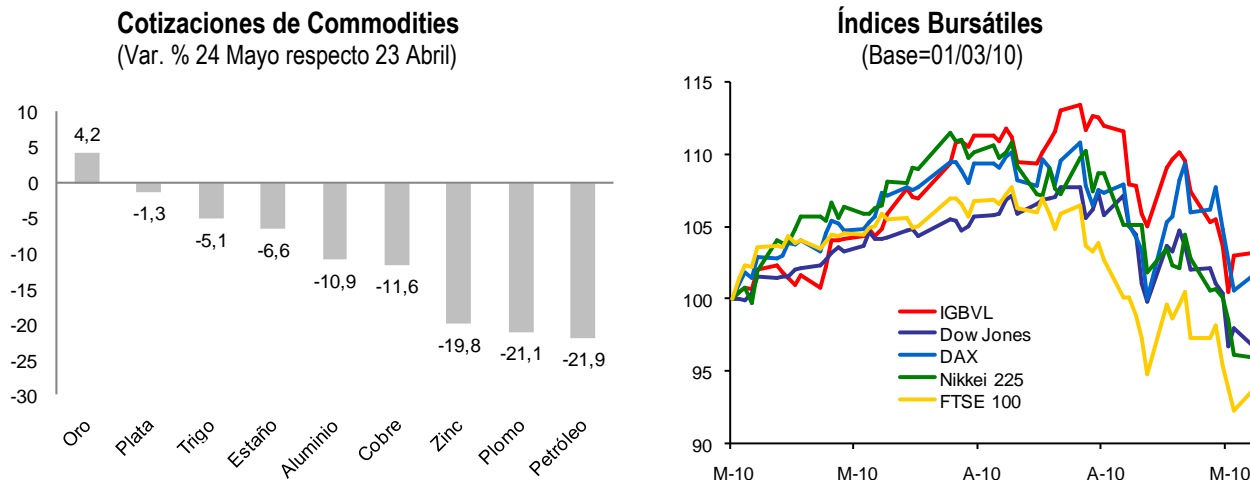 Cotizaciones de Commodities
(Var. % 24 Mayo respecto 23 Abril)
10
5
0
-5
-10
-15
-20
-25
-30
4,2
-1,3
-5,1
-6,6
-10,9
-11,6
-19,8
-21,1
-21,9
Oro
Plata
Trigo
Estaño
Aluminio
Cobre
Zinc
Plomo
Petróleo
Índices Bursátiles
(Base=01/03/10)
115
110
105
100
95
90
IGBVL
Dow Jones
DAX
Nikkei 225
FTSE 100
M-10
M-10
A-10
A-10
M-10